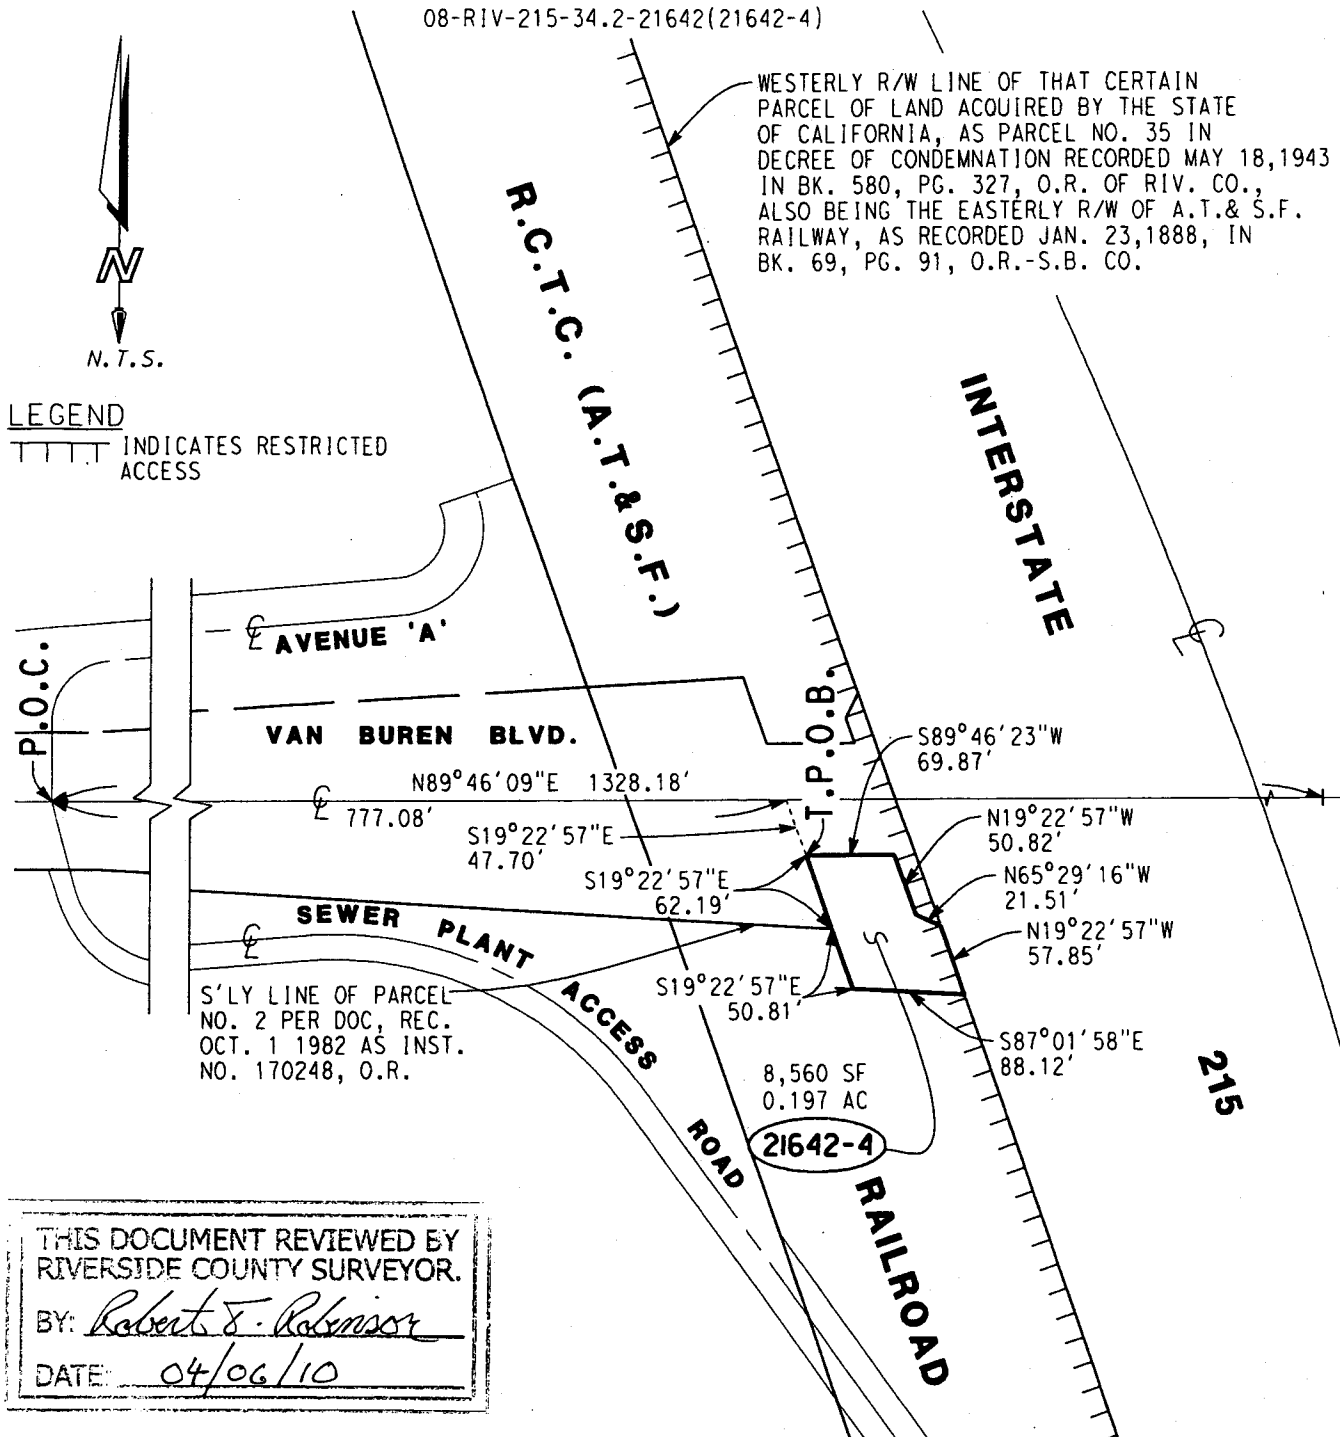 08-RIV-215-34.2-21642(21642-4)
WESTERLY R/W LINE OF THAT CERTAIN
PARCEL OF LAND ACQUIRED BY THE STATE
OF CALIFORNIA, AS PARCEL NO. 35 IN
DECREE OF CONDEMNATION RECORDED MAY 18,1943
IN BK. 580, PG. 327, O.R. OF RIV. CO.,
ALSO BEING THE EASTERLY R/W OF A.T.& S.F.
RAILWAY, AS RECORDED JAN. 23,1888, IN
BK. 69, PG. 91, O.R.-S.B. CO.
N
N.T.S.
LEGEND
INDICATES RESTRICTED
ACCESS
R.C.T.C. (A.T.&S.F.)
INTERSTATE
℄ AVENUE 'A'
℄
P.O.C.
T.P.O.B.
VAN BUREN BLVD.
S89°46'23"W
69.87'
N89°46'09"E 1328.18'
℄ 777.08'
S19°22'57"E
47.70'
N19°22'57"W
50.82'
S19°22'57"E
62.19'
N65°29'16"W
21.51'
℄ SEWER PLANT ACCESS ROAD
N19°22'57"W
57.85'
S19°22'57"E
50.81'
S'LY LINE OF PARCEL
NO. 2 PER DOC, REC.
OCT. 1 1982 AS INST.
NO. 170248, O.R.
S87°01'58"E
88.12'
8,560 SF
0.197 AC
21642-4
215
RAILROAD
THIS DOCUMENT REVIEWED BY
RIVERSIDE COUNTY SURVEYOR.
BY: Robert E. Robinson
DATE: 04/06/10